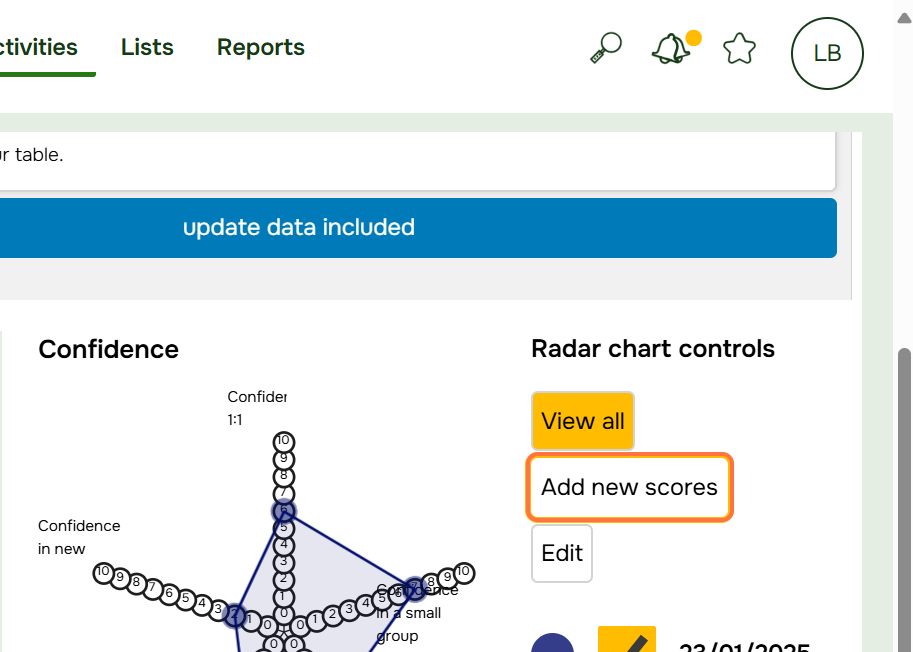 ctivities Lists Reports LB
ur table.
update data included
Confidence
Radar chart controls
Confider
1:1
View all
Add new scores
Edit
10
9
8
7
6
5
4
3
2
1
0
Confidence
in new
10 9 8 7 6 5 4 3 2 1 0
0 1 2 3 4 5 6 7 8 9 10
Confidence
in a small
group
0 0
23/01/2025